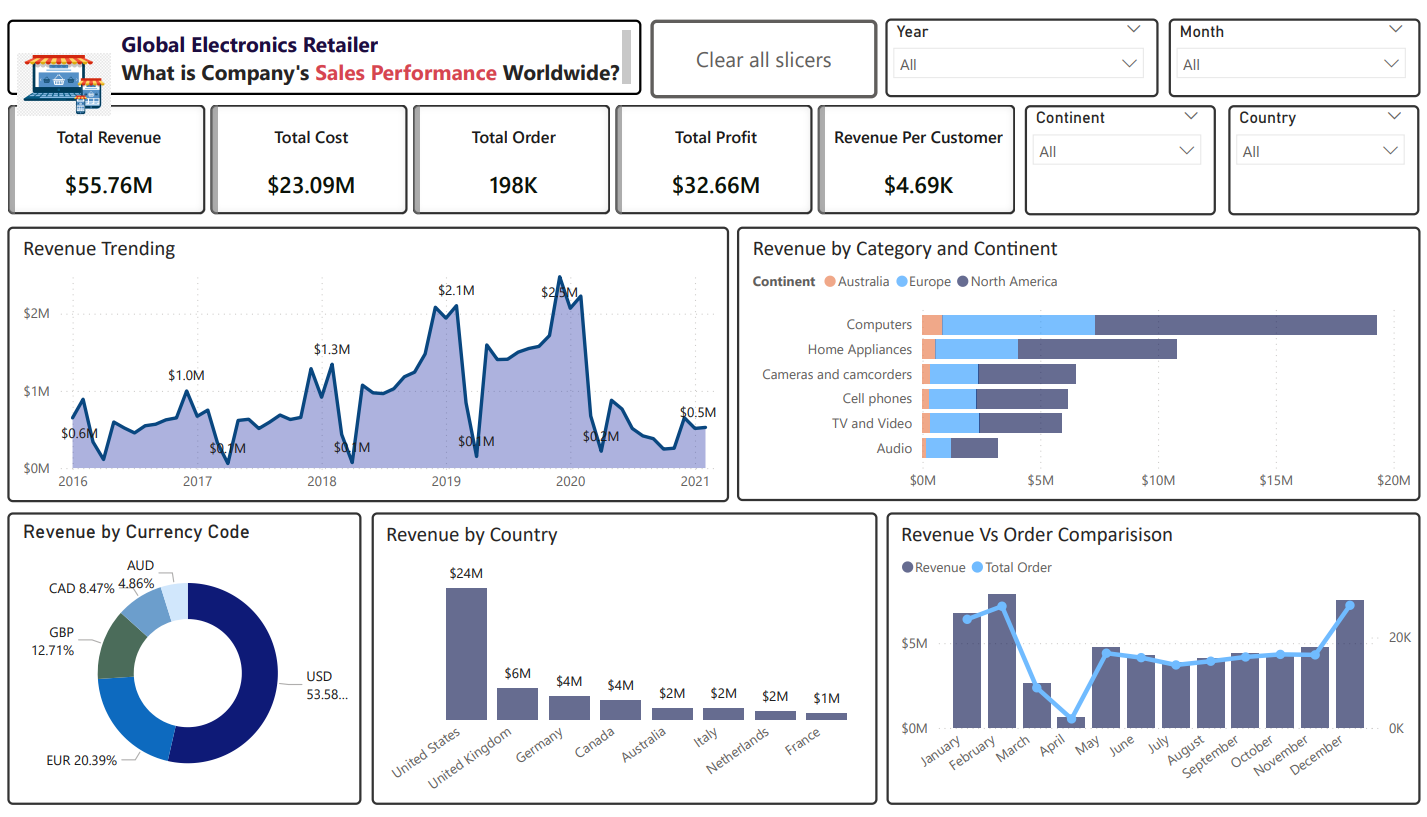 Global Electronics Retailer
What is Company's Sales Performance Worldwide?
Clear all slicers
Year
All
Month
All
Total Revenue
$55.76M
Total Cost
$23.09M
Total Order
198K
Total Profit
$32.66M
Revenue Per Customer
$4.69K
Continent
All
Country
All
Revenue Trending
$2M
$1M
$0M
$0.6M
$1.0M
$0.1M
$1.3M
$0.1M
$2.1M
$0.1M
$2.5M
$0.2M
$0.5M
2016 2017 2018 2019 2020 2021
Revenue by Category and Continent
Continent Australia Europe North America
Computers
Home Appliances
Cameras and camcorders
Cell phones
TV and Video
Audio
$0M $5M $10M $15M $20M
Revenue by Currency Code
AUD
4.86%
CAD 8.47%
GBP
12.71%
EUR 20.39%
USD
53.58...
Revenue by Country
$24M
$6M
$4M
$4M
$2M
$2M
$2M
$1M
United States
United Kingdom
Germany
Canada
Australia
Italy
Netherlands
France
Revenue Vs Order Comparisison
Revenue Total Order
$5M
$0M
20K
0K
January
February
March
April
May
June
July
August
September
October
November
December